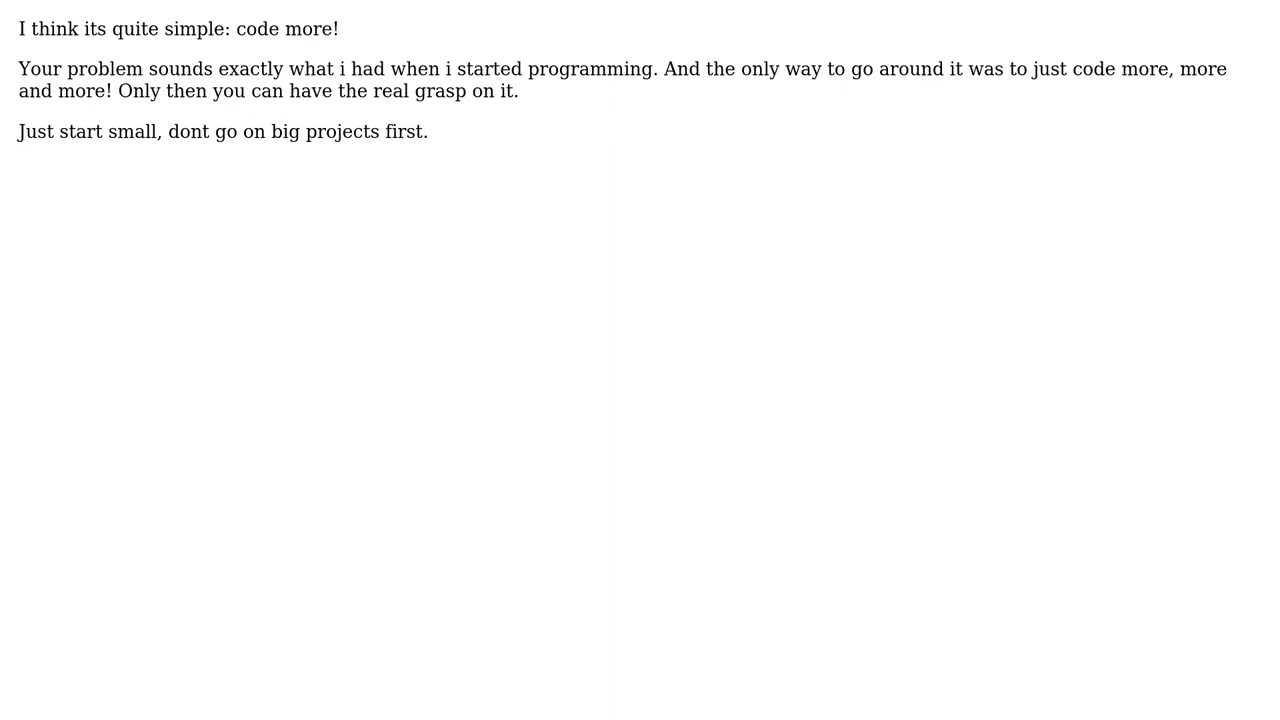 I think its quite simple: code more!
Your problem sounds exactly what i had when i started programming. And the only way to go around it was to just code more, more
and more! Only then you can have the real grasp on it.
Just start small, dont go on big projects first.